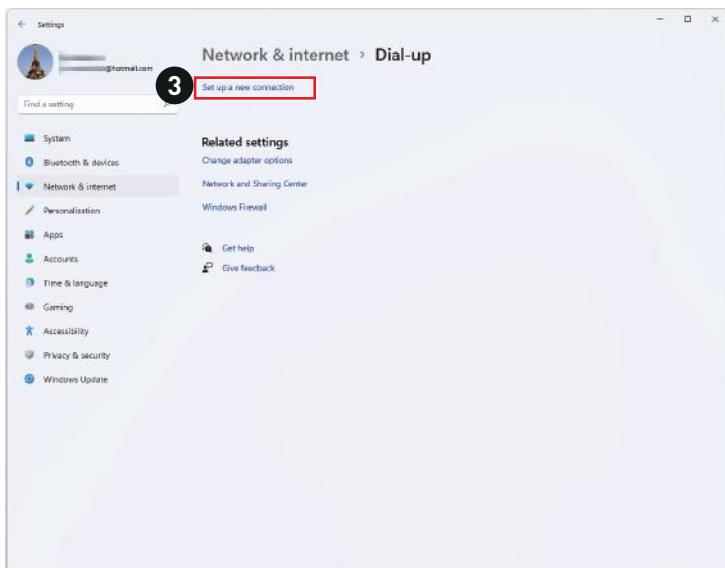 Settings
Network & internet > Dial-up
@hotmail.com
3
Set up a new connection
Find a setting
System
Bluetooth & devices
Network & internet
Personalization
Apps
Accounts
Time & language
Gaming
Accessibility
Privacy & security
Windows Update
Related settings
Change adapter options
Network and Sharing Center
Windows Firewall
Get help
Give feedback